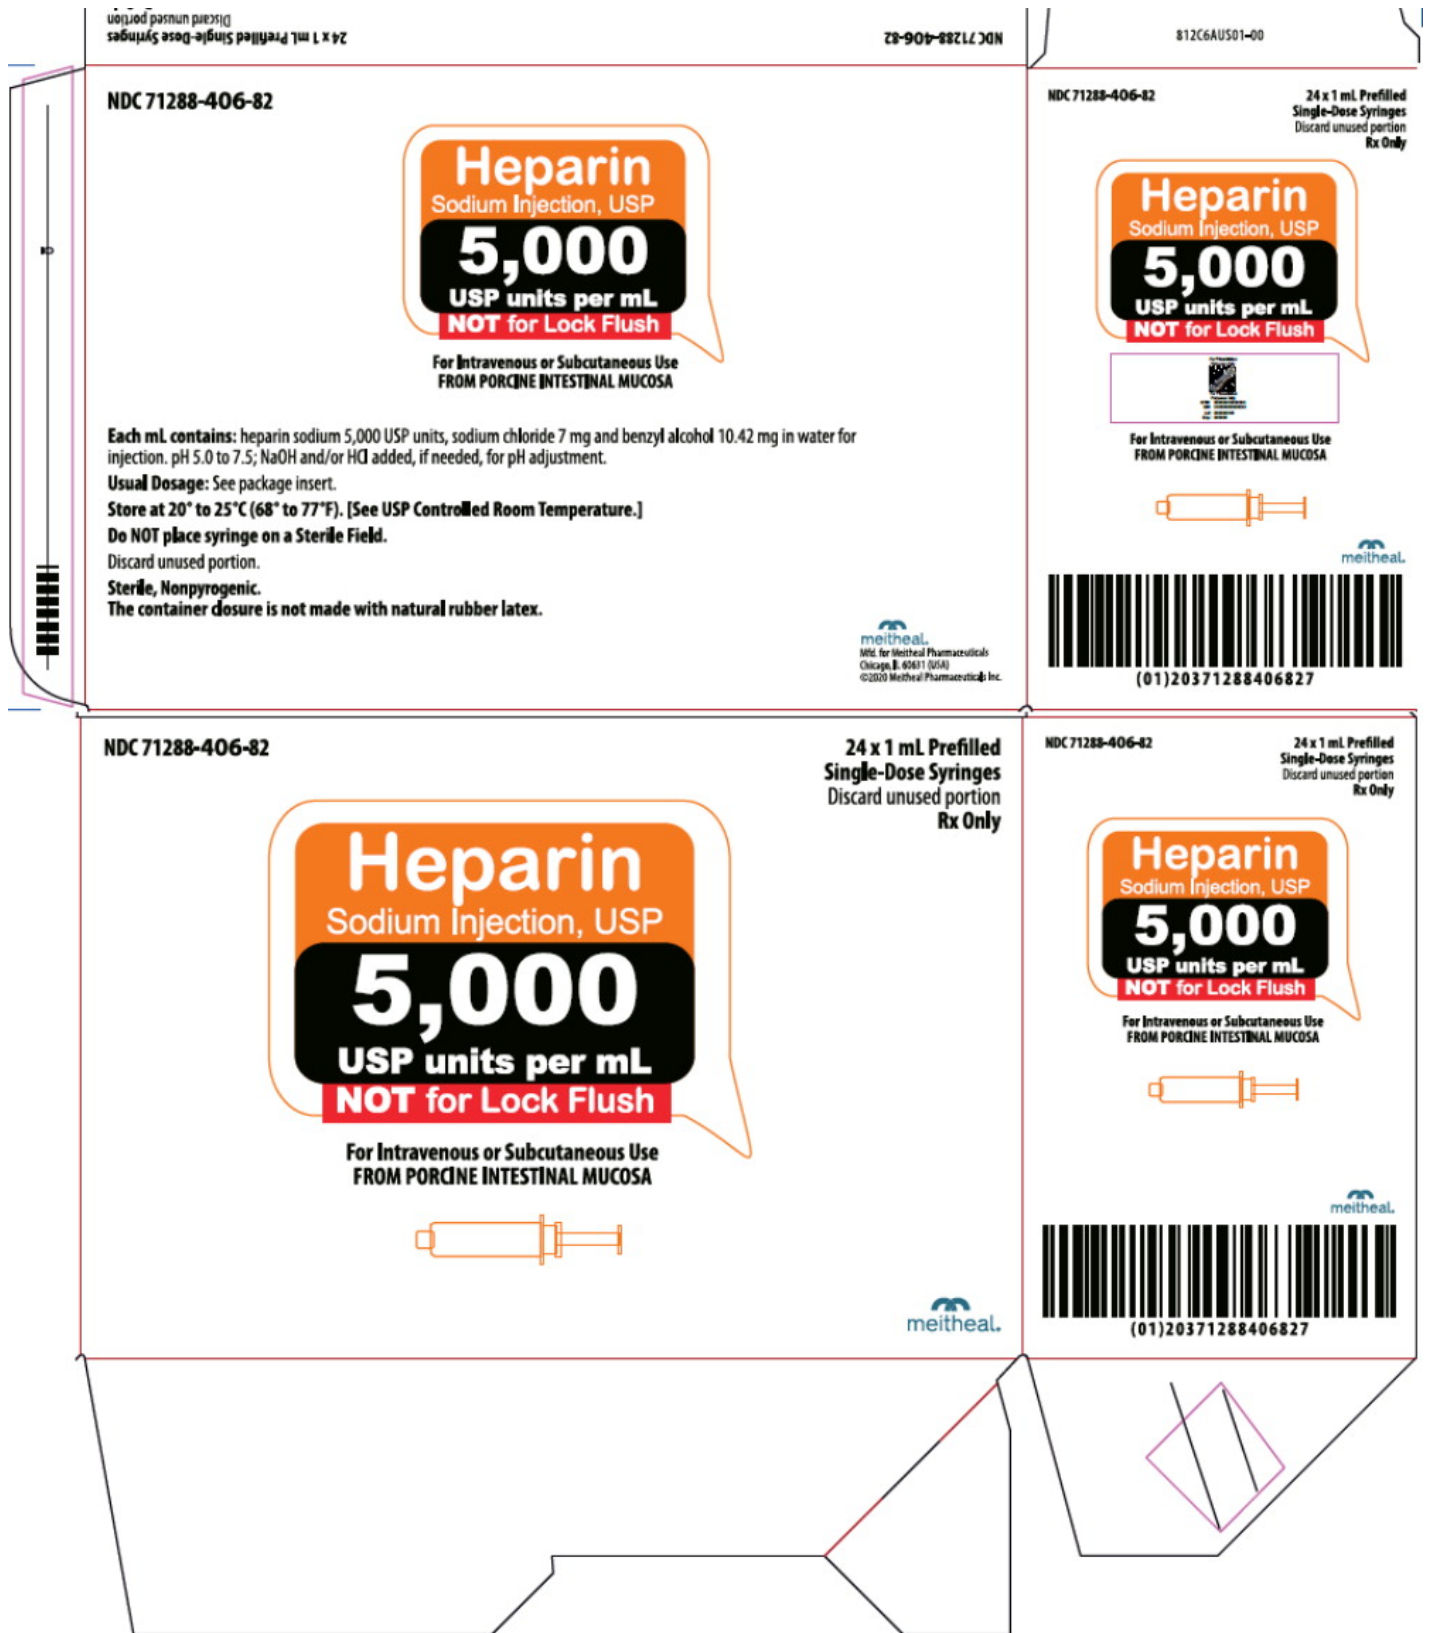 Discard unused portion
24 x 1 mL Prefilled Single-Dose Syringes
NDC 71288-406-82
812C6AUS01-00
NDC 71288-406-82
Heparin
Sodium Injection, USP
5,000
USP units per mL
NOT for Lock Flush
For Intravenous or Subcutaneous Use
FROM PORCINE INTESTINAL MUCOSA
Each mL contains: heparin sodium 5,000 USP units, sodium chloride 7 mg and benzyl alcohol 10.42 mg in water for
injection. pH 5.0 to 7.5; NaOH and/or HCl added, if needed, for pH adjustment.
Usual Dosage: See package insert.
Store at 20° to 25°C (68° to 77°F). [See USP Controlled Room Temperature.]
Do NOT place syringe on a Sterile Field.
Discard unused portion.
Sterile, Nonpyrogenic.
The container closure is not made with natural rubber latex.
meitheal.
Mfd. for Meitheal Pharmaceuticals
Chicago, IL 60631 (USA)
©2020 Meitheal Pharmaceuticals Inc.
NDC 71288-406-82
24 x 1 mL Prefilled
Single-Dose Syringes
Discard unused portion
Rx Only
Heparin
Sodium Injection, USP
5,000
USP units per mL
NOT for Lock Flush
For Intravenous or Subcutaneous Use
FROM PORCINE INTESTINAL MUCOSA
meitheal.
(01)20371288406827
NDC 71288-406-82
24 x 1 mL Prefilled
Single-Dose Syringes
Discard unused portion
Rx Only
Heparin
Sodium Injection, USP
5,000
USP units per mL
NOT for Lock Flush
For Intravenous or Subcutaneous Use
FROM PORCINE INTESTINAL MUCOSA
meitheal.
NDC 71288-406-82
24 x 1 mL Prefilled
Single-Dose Syringes
Discard unused portion
Rx Only
Heparin
Sodium Injection, USP
5,000
USP units per mL
NOT for Lock Flush
For Intravenous or Subcutaneous Use
FROM PORCINE INTESTINAL MUCOSA
meitheal.
(01)20371288406827